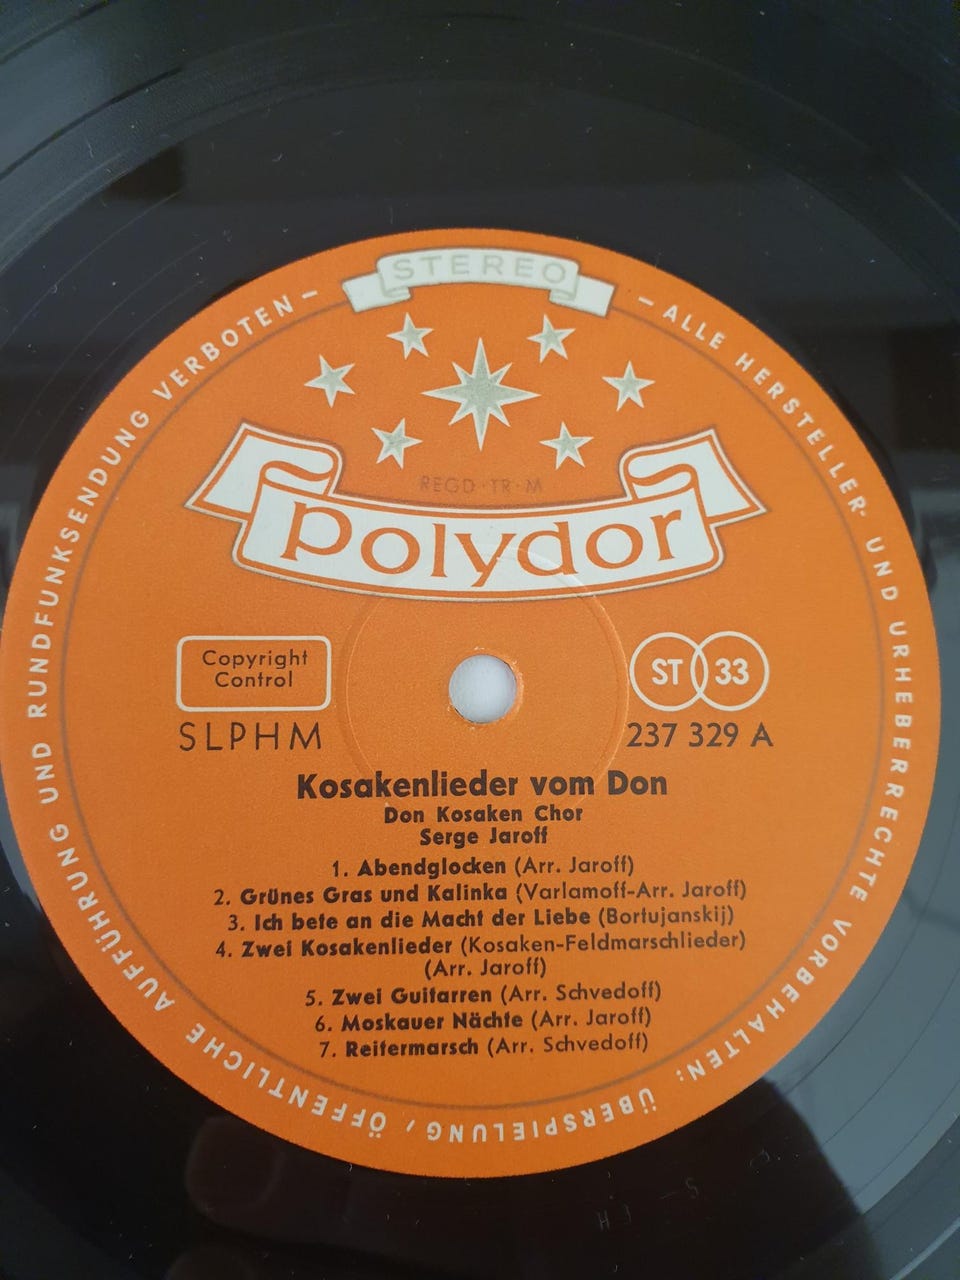 STEREO
REGD·TR·M
Polydor
Copyright
Control
SLPHM
ST 33
237 329 A
Kosakenlieder vom Don
Don Kosaken Chor
Serge Jaroff
1. Abendglocken (Arr. Jaroff)
2. Grünes Gras und Kalinka (Varlamoff-Arr. Jaroff)
3. Ich bete an die Macht der Liebe (Bortujanskij)
4. Zwei Kosakenlieder (Kosaken-Feldmarschlieder)
(Arr. Jaroff)
5. Zwei Guitarren (Arr. Schvedoff)
6. Moskauer Nächte (Arr. Jaroff)
7. Reitermarsch (Arr. Schvedoff)
– ALLE HERSTELLER- UND URHEBERRECHTE VORBEHALTEN: ÜBERSPIELUNG, ÖFFENTLICHE AUFFÜHRUNG UND RUNDFUNKSENDUNG VERBOTEN –